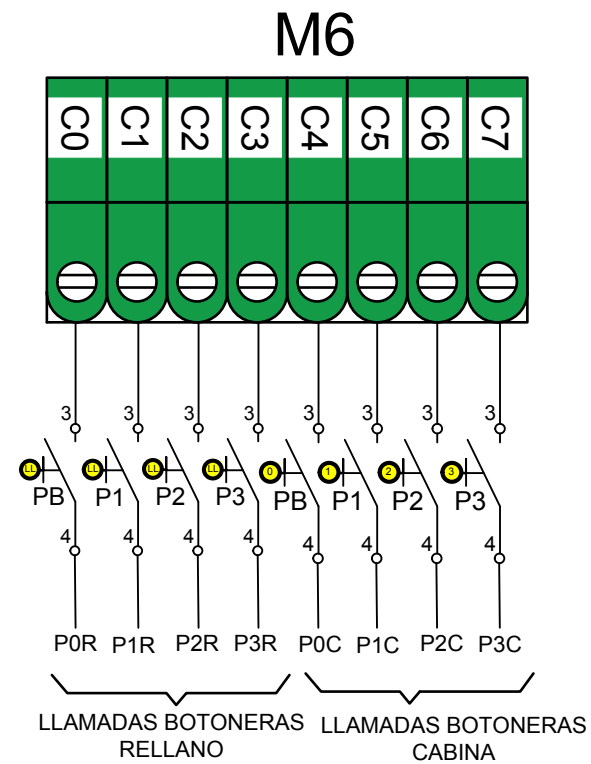 M6
C0 C1 C2 C3 C4 C5 C6 C7
3 3 3 3 3 3 3 3
LL LL LL LL 0 1 2 3
PB P1 P2 P3 PB P1 P2 P3
4 4 4 4 4 4 4 4
P0R P1R P2R P3R P0C P1C P2C P3C
LLAMADAS BOTONERAS
RELLANO
LLAMADAS BOTONERAS
CABINA